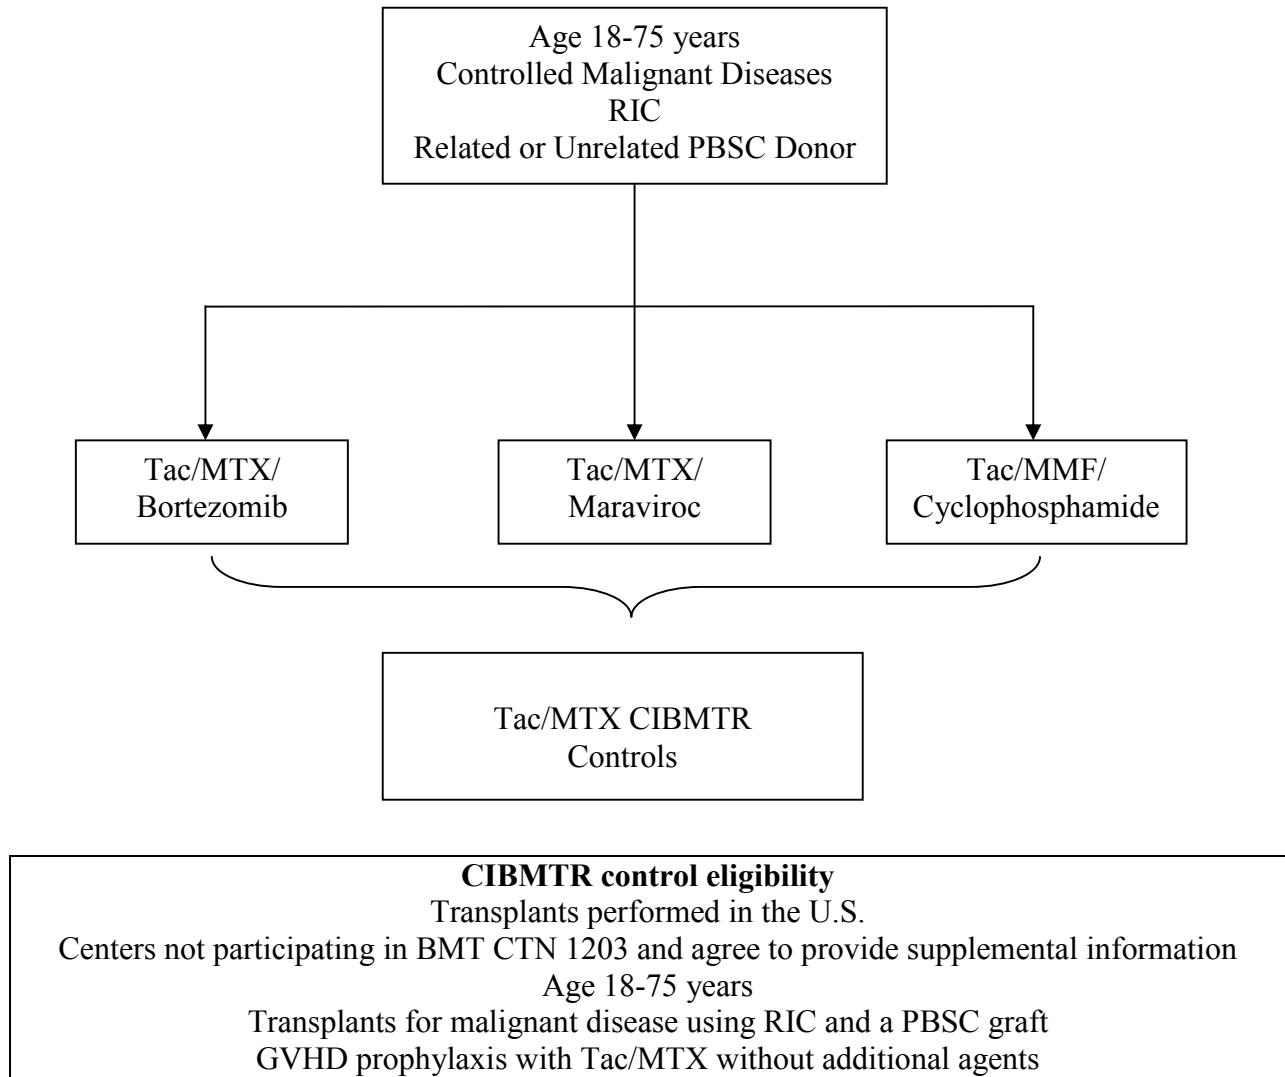 Age 18-75 years
Controlled Malignant Diseases
RIC
Related or Unrelated PBSC Donor
Tac/MTX/
Bortezomib
Tac/MTX/
Maraviroc
Tac/MMF/
Cyclophosphamide
Tac/MTX CIBMTR
Controls
CIBMTR control eligibility
Transplants performed in the U.S.
Centers not participating in BMT CTN 1203 and agree to provide supplemental information
Age 18-75 years
Transplants for malignant disease using RIC and a PBSC graft
GVHD prophylaxis with Tac/MTX without additional agents